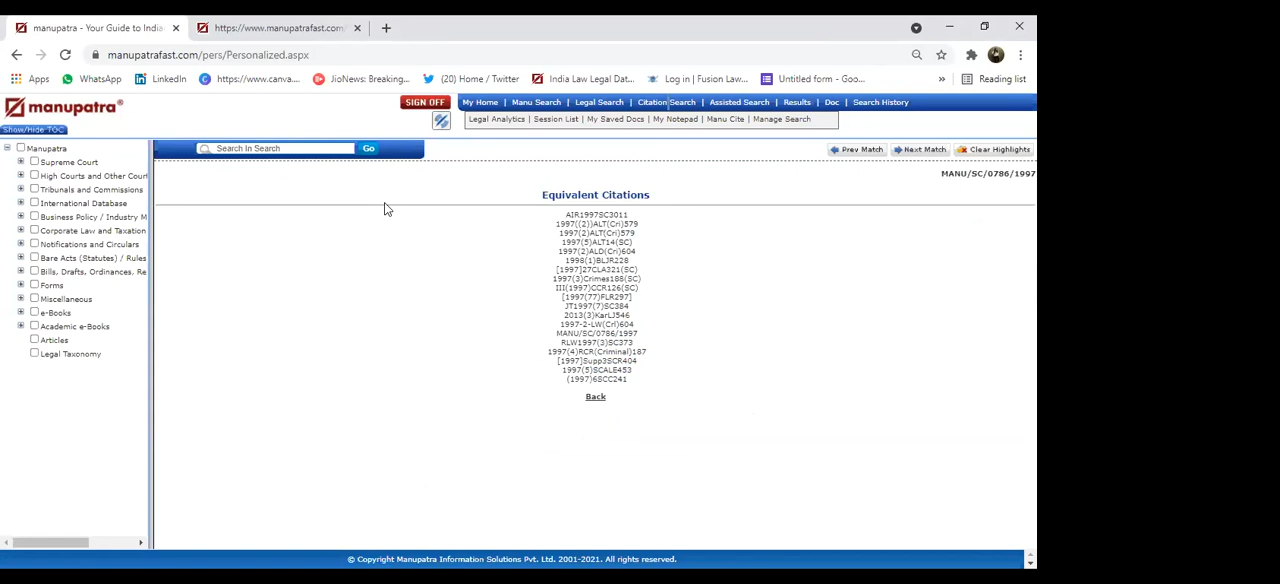 manupatra - Your Guide to India
https://www.manupatrafast.com/
manupatrafast.com/pers/Personalized.aspx
Apps
WhatsApp
LinkedIn
https://www.canva....
JioNews: Breaking...
(20) Home / Twitter
India Law Legal Dat...
Log in | Fusion Law...
Untitled form - Goo...
»
Reading list
manupatra®
SIGN OFF
My Home | Manu Search | Legal Search | Citation Search | Assisted Search | Results | Doc | Search History
Legal Analytics | Session List | My Saved Docs | My Notepad | Manu Cite | Manage Search
Show/Hide TOC
Search In Search
Go
Prev Match
Next Match
Clear Highlights
MANU/SC/0786/1997
Manupatra
Supreme Court
High Courts and Other Court
Tribunals and Commissions
International Database
Business Policy / Industry M
Corporate Law and Taxation
Notifications and Circulars
Bare Acts (Statutes) / Rules
Bills, Drafts, Ordinances, Re
Forms
Miscellaneous
e-Books
Academic e-Books
Articles
Legal Taxonomy
Equivalent Citations
AIR1997SC3011
1997((2))ALT(Cri)579
1997(2)ALT(Cri)579
1997(5)ALT14(SC)
1997(2)ALD(Cri)604
1998(1)BLJR228
[1997]27CLA321(SC)
1997(3)Crimes188(SC)
III(1997)CCR126(SC)
[1997(77)FLR297]
JT1997(7)SC384
2013(3)KarLJ546
1997-2-LW(Crl)604
MANU/SC/0786/1997
RLW1997(3)SC373
1997(4)RCR(Criminal)187
[1997]Supp3SCR404
1997(5)SCALE453
(1997)6SCC241
Back
© Copyright Manupatra Information Solutions Pvt. Ltd. 2001-2021. All rights reserved.